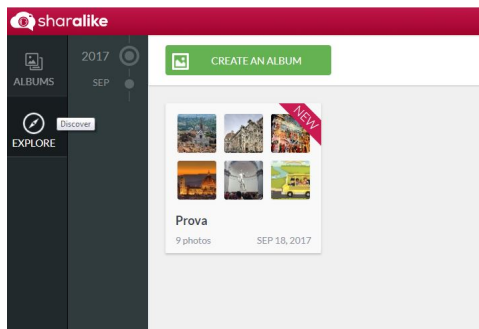 sharalike
ALBUMS
EXPLORE
Discover
2017
SEP
CREATE AN ALBUM
NEW
Prova
9 photos SEP 18, 2017